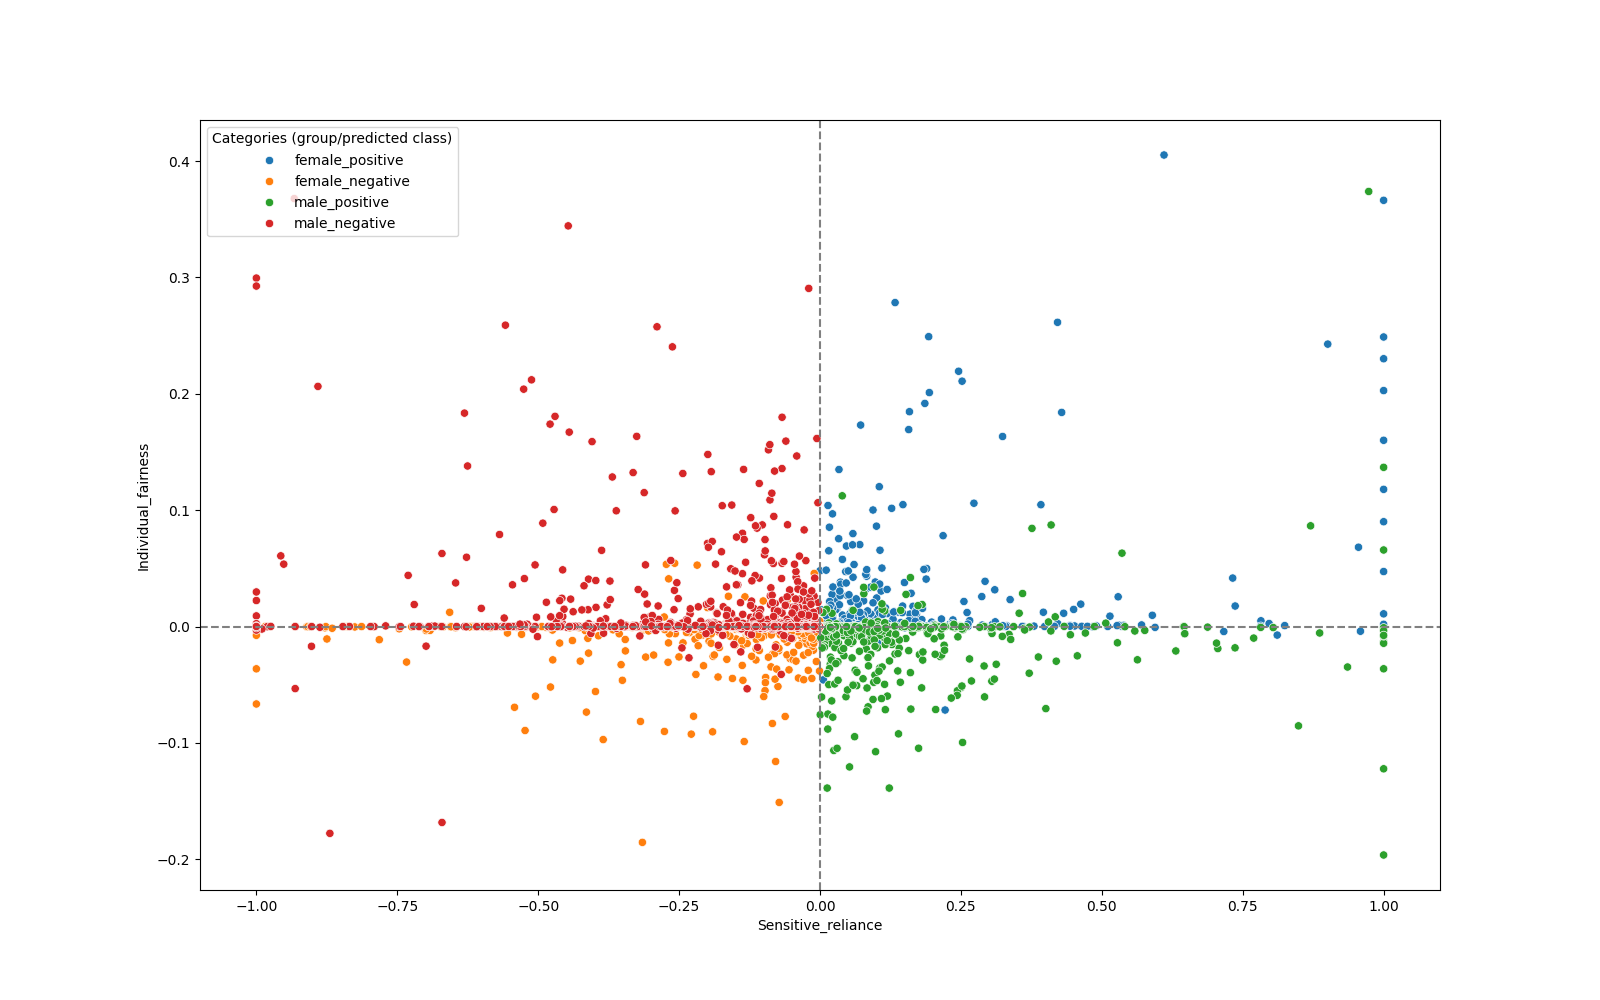 Categories (group/predicted class)
female_positive
female_negative
male_positive
male_negative
0.4
0.3
0.2
0.1
0.0
−0.1
−0.2
Individual_fairness
−1.00 −0.75 −0.50 −0.25 0.00 0.25 0.50 0.75 1.00
Sensitive_reliance